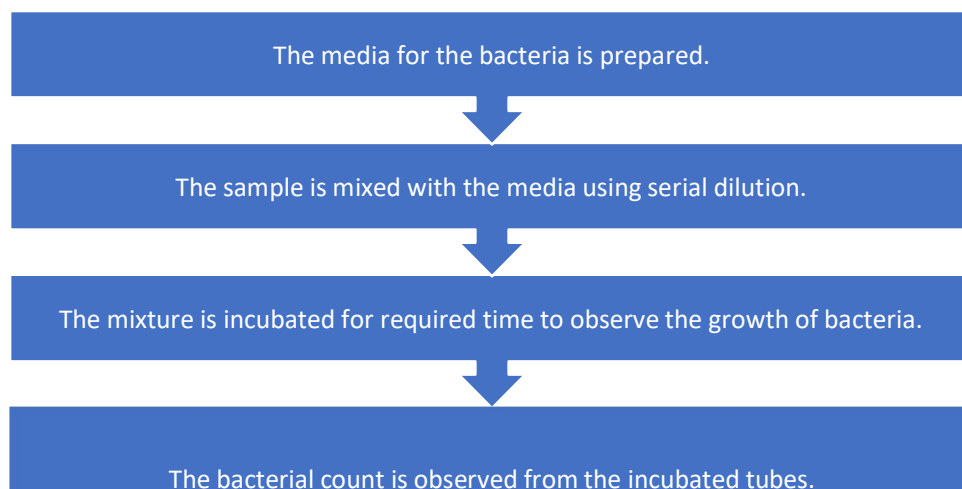 The media for the bacteria is prepared.
The sample is mixed with the media using serial dilution.
The mixture is incubated for required time to observe the growth of bacteria.
The bacterial count is observed from the incubated tubes.